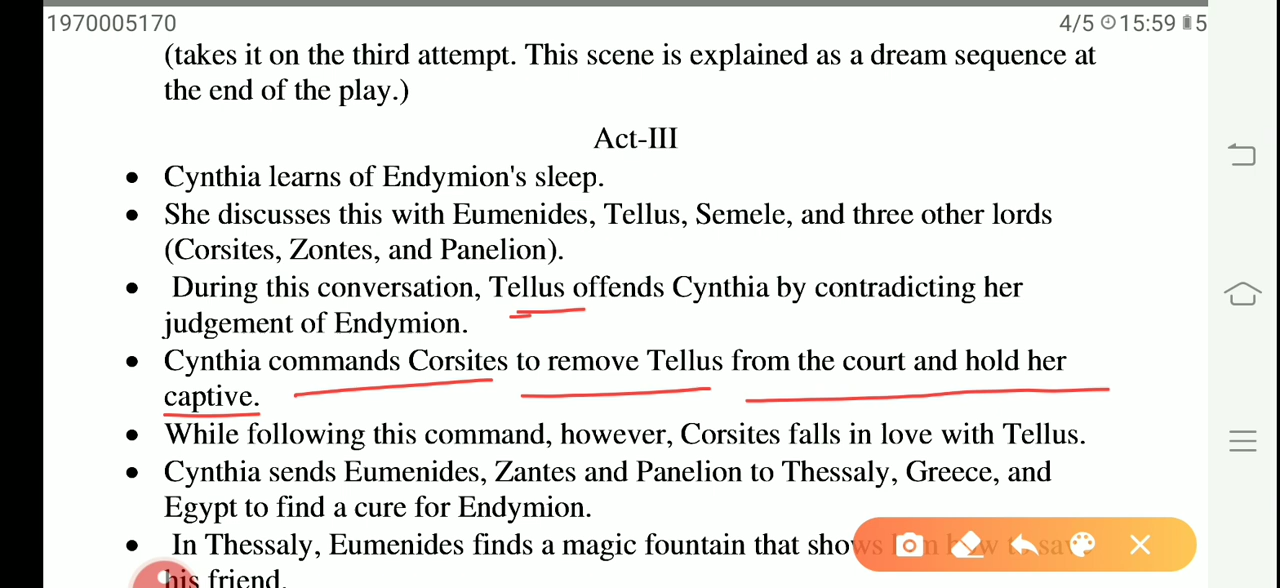 1970005170
4/5 15:59 5
(takes it on the third attempt. This scene is explained as a dream sequence at
the end of the play.)
Act-III
• Cynthia learns of Endymion's sleep.
• She discusses this with Eumenides, Tellus, Semele, and three other lords
(Corsites, Zontes, and Panelion).
• During this conversation, Tellus offends Cynthia by contradicting her
judgement of Endymion.
• Cynthia commands Corsites to remove Tellus from the court and hold her
captive.
• While following this command, however, Corsites falls in love with Tellus.
• Cynthia sends Eumenides, Zantes and Panelion to Thessaly, Greece, and
Egypt to find a cure for Endymion.
• In Thessaly, Eumenides finds a magic fountain that shows
his friend.